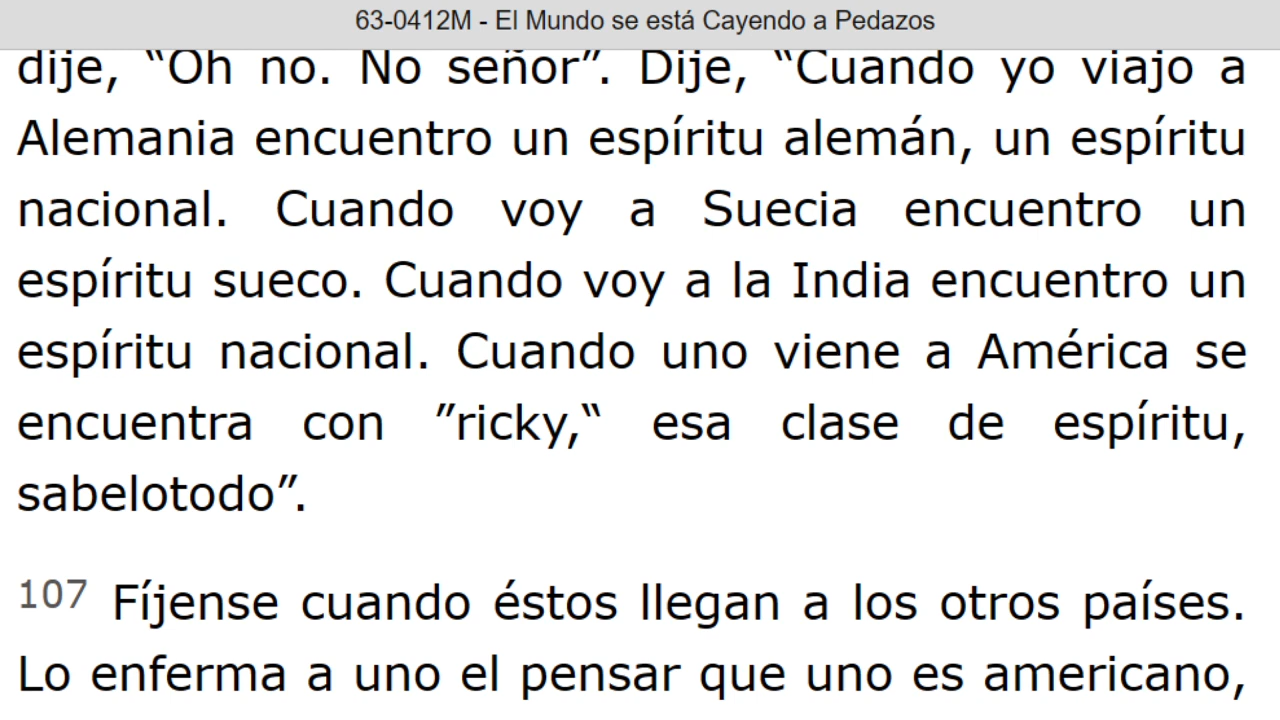 63-0412M - El Mundo se está Cayendo a Pedazos
dije, “Oh no. No señor”. Dije, “Cuando yo viajo a
Alemania encuentro un espíritu alemán, un espíritu
nacional. Cuando voy a Suecia encuentro un
espíritu sueco. Cuando voy a la India encuentro un
espíritu nacional. Cuando uno viene a América se
encuentra con ”ricky,“ esa clase de espíritu,
sabelotodo”.
107 Fíjense cuando éstos llegan a los otros países.
Lo enferma a uno el pensar que uno es americano,